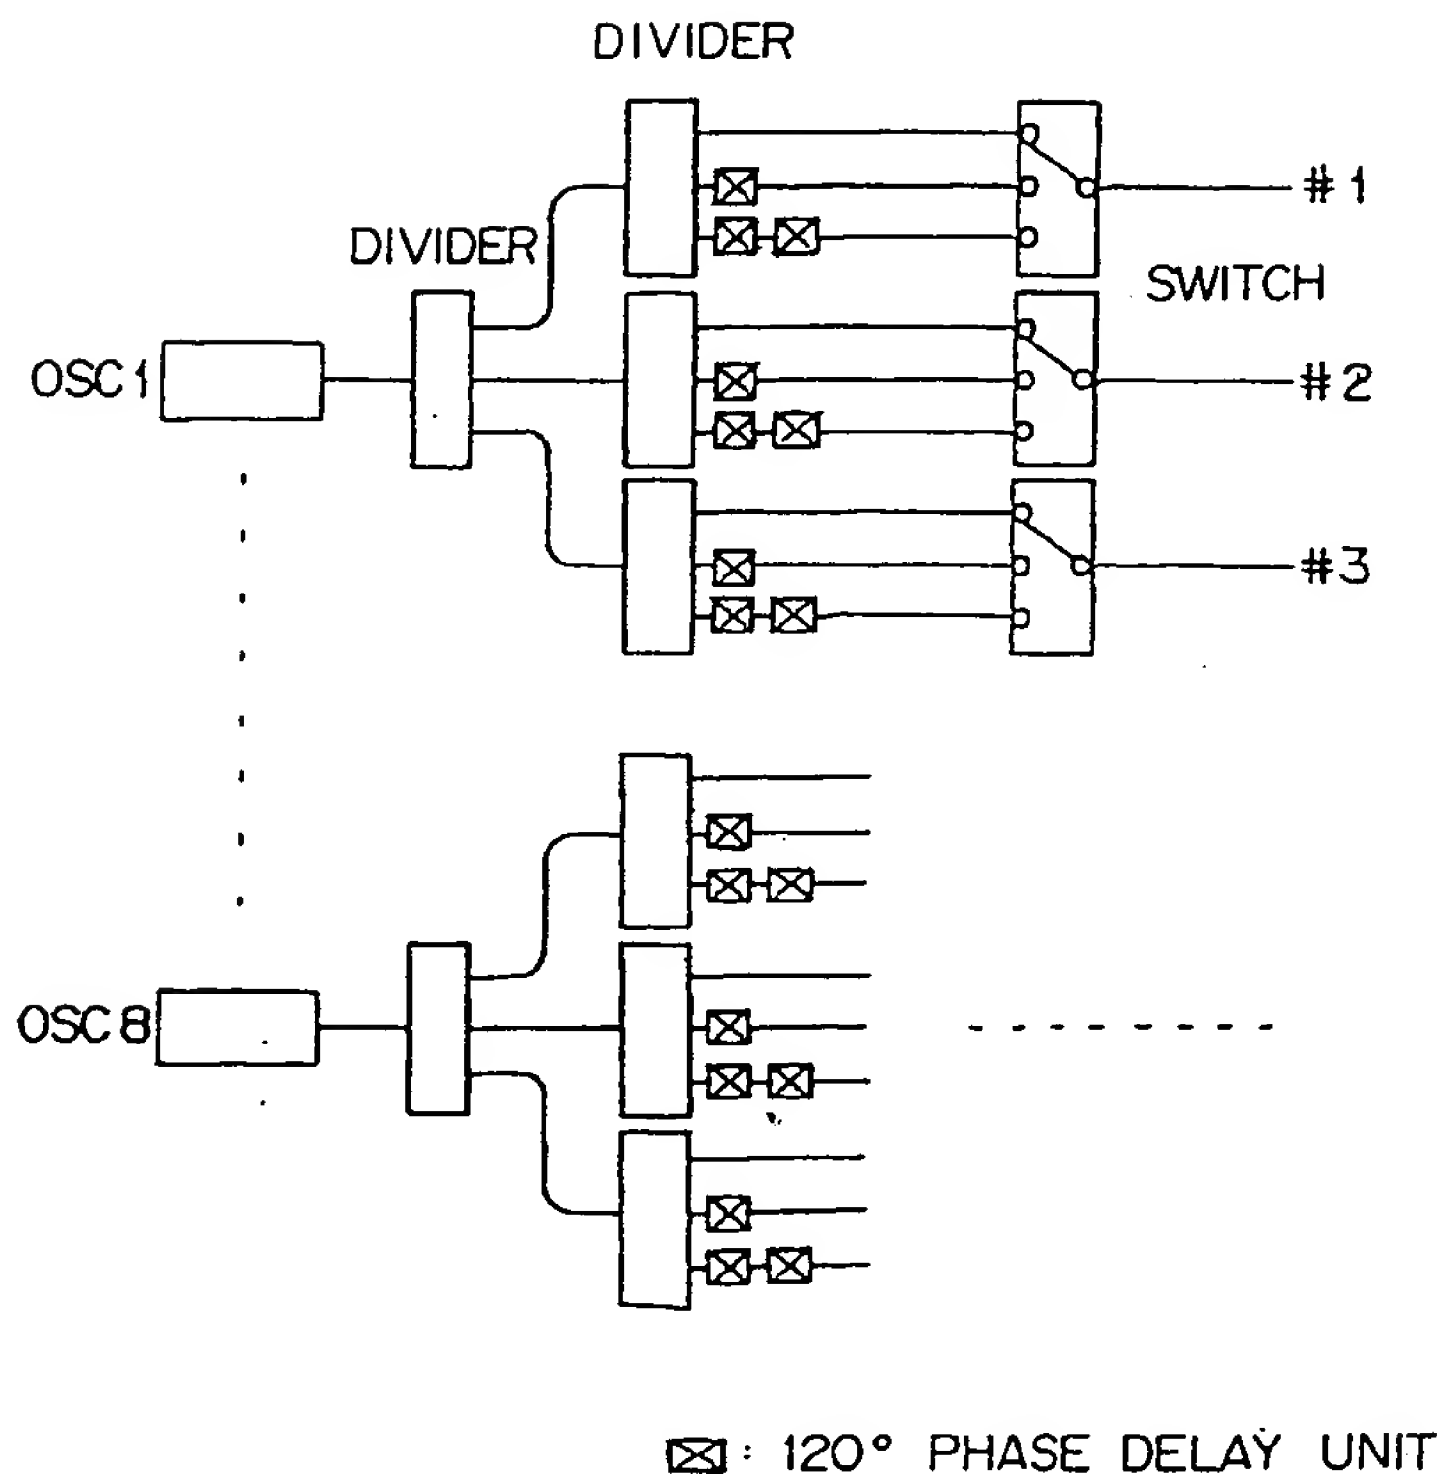 DIVIDER
#1
DIVIDER
SWITCH
OSC1
#2
#3
OSC8
: 120° PHASE DELAY UNIT